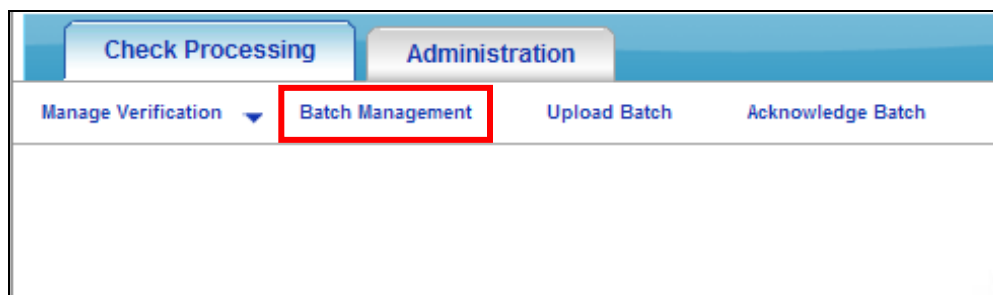 Check Processing Administration
Manage Verification Batch Management Upload Batch Acknowledge Batch